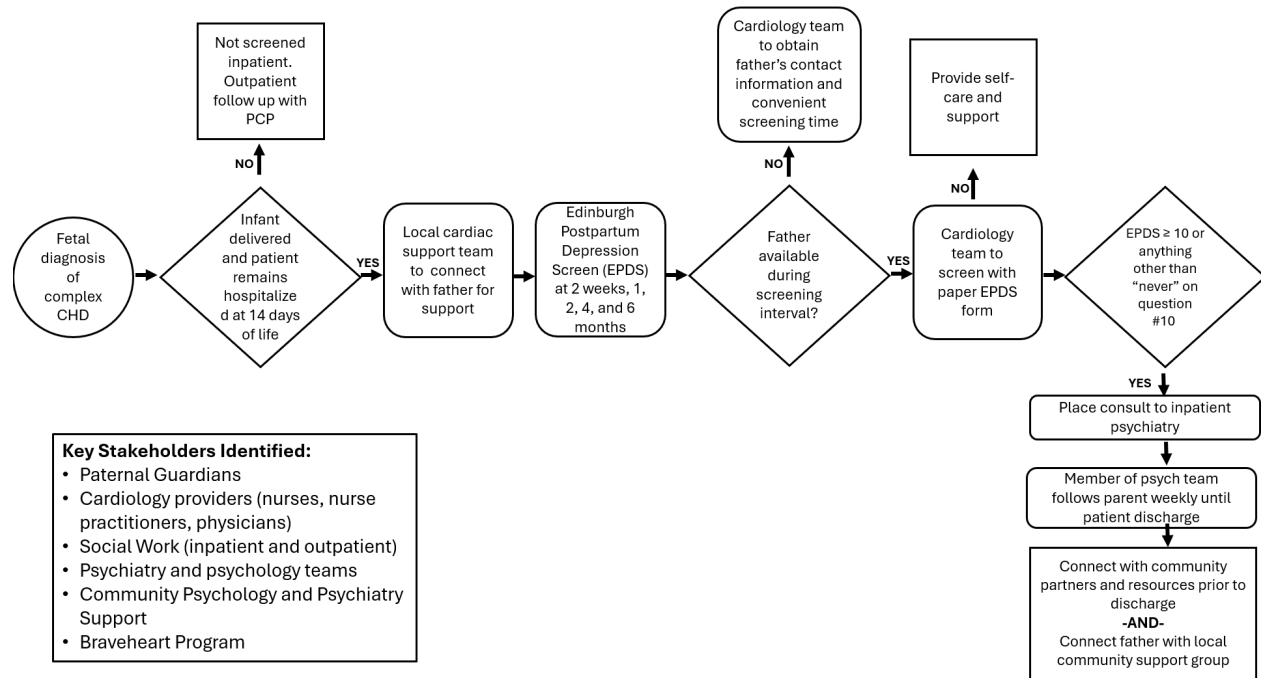 Not screened
inpatient.
Outpatient
follow up with
PCP
NO
Cardiology team
to obtain
father's contact
information and
convenient
screening time
NO
Provide self-
care and
support
NO
Fetal
diagnosis of
complex
CHD
Infant
delivered
and patient
remains
hospitalize
d at 14 days
of life
YES
Local cardiac
support team
to connect
with father for
support
Edinburgh
Postpartum
Depression
Screen (EPDS)
at 2 weeks, 1,
2, 4, and 6
months
Father
available
during
screening
interval?
YES
Cardiology
team to
screen with
paper EPDS
form
EPDS ≥ 10 or
anything
other than
“never” on
question
#10
YES
Place consult to inpatient
psychiatry
Member of psych team
follows parent weekly until
patient discharge
Connect with community
partners and resources prior to
discharge
-AND-
Connect father with local
community support group
Key Stakeholders Identified:
• Paternal Guardians
• Cardiology providers (nurses, nurse
practitioners, physicians)
• Social Work (inpatient and outpatient)
• Psychiatry and psychology teams
• Community Psychology and Psychiatry
Support
• Braveheart Program